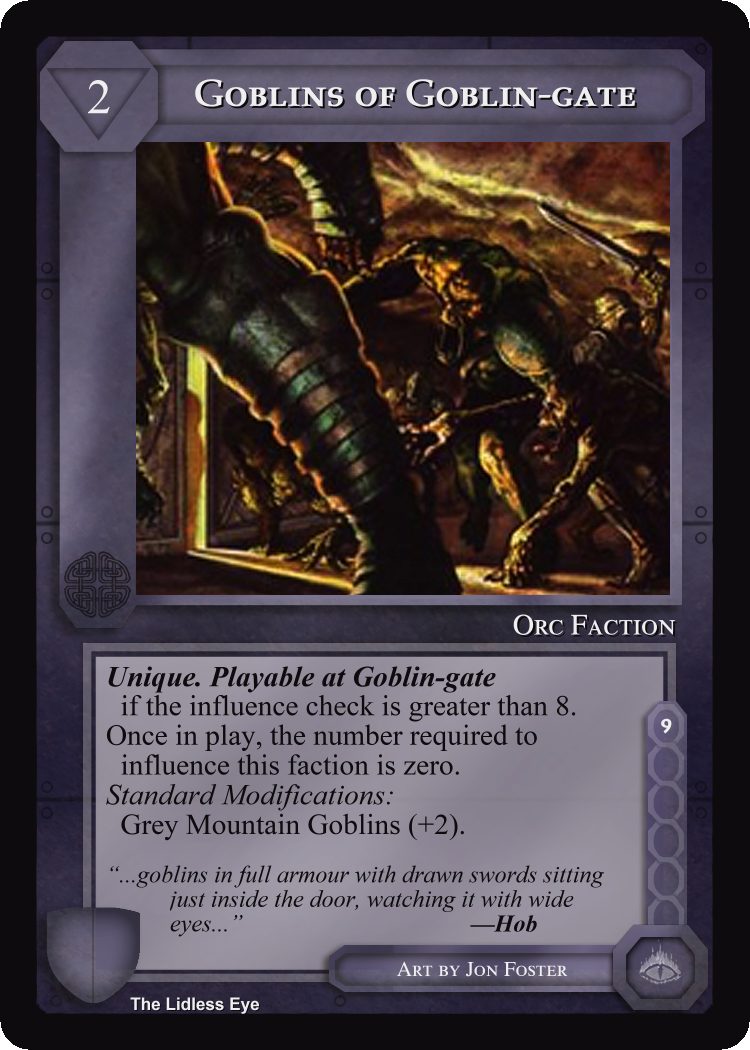 2
Goblins of Goblin-gate
Orc Faction
Unique. Playable at Goblin-gate
if the influence check is greater than 8.
Once in play, the number required to
influence this faction is zero.
Standard Modifications:
Grey Mountain Goblins (+2).
9
“...goblins in full armour with drawn swords sitting
just inside the door, watching it with wide
eyes...” —Hob
Art by Jon Foster
The Lidless Eye